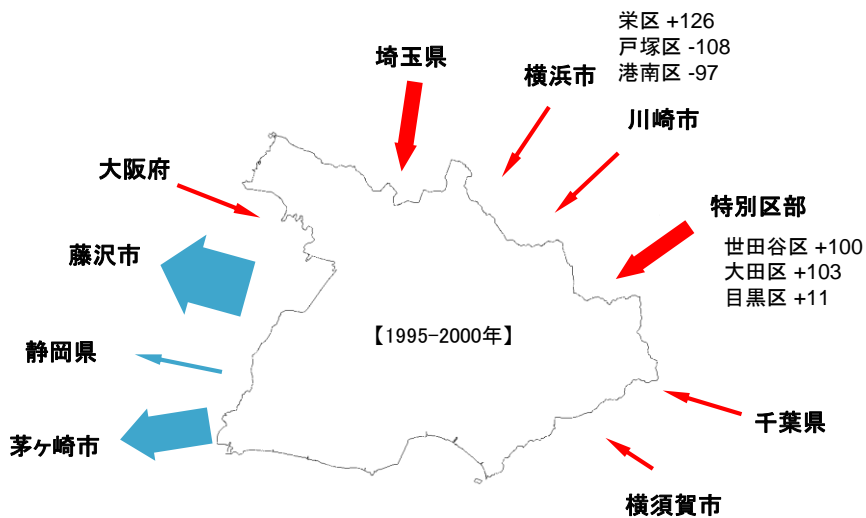 栄区 +126
戸塚区 -108
港南区 -97
埼玉県
横浜市
川崎市
大阪府
特別区部
世田谷区 +100
大田区 +103
目黒区 +11
藤沢市
【1995-2000年】
静岡県
茅ヶ崎市
千葉県
横須賀市